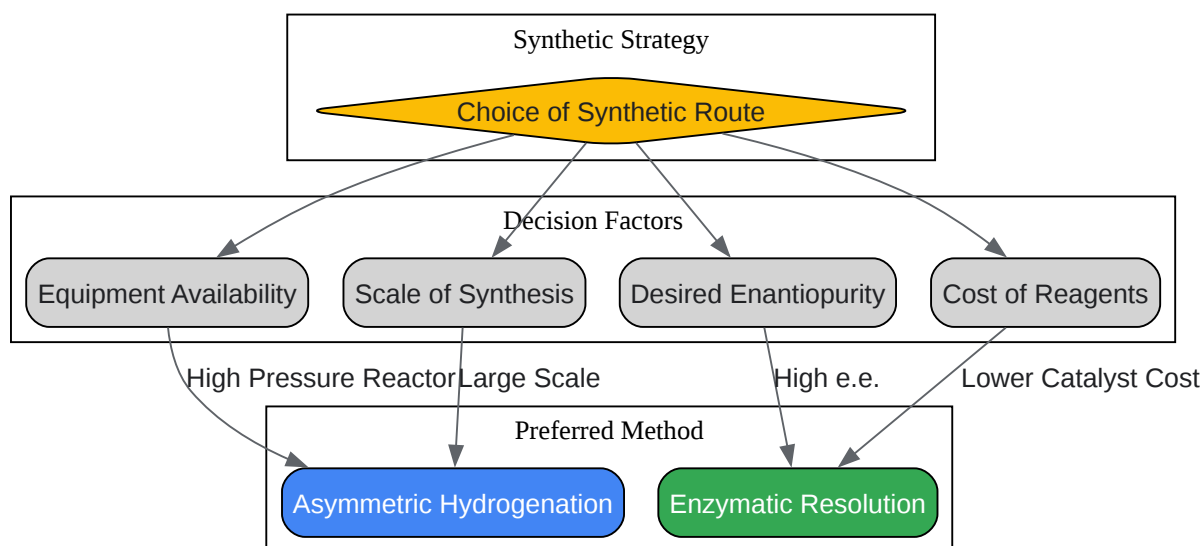 Synthetic Strategy
Choice of Synthetic Route
Decision Factors
Equipment Availability
Scale of Synthesis
Desired Enantiopurity
Cost of Reagents
High Pressure Reactor
Large Scale
High e.e.
Lower Catalyst Cost
Preferred Method
Asymmetric Hydrogenation
Enzymatic Resolution